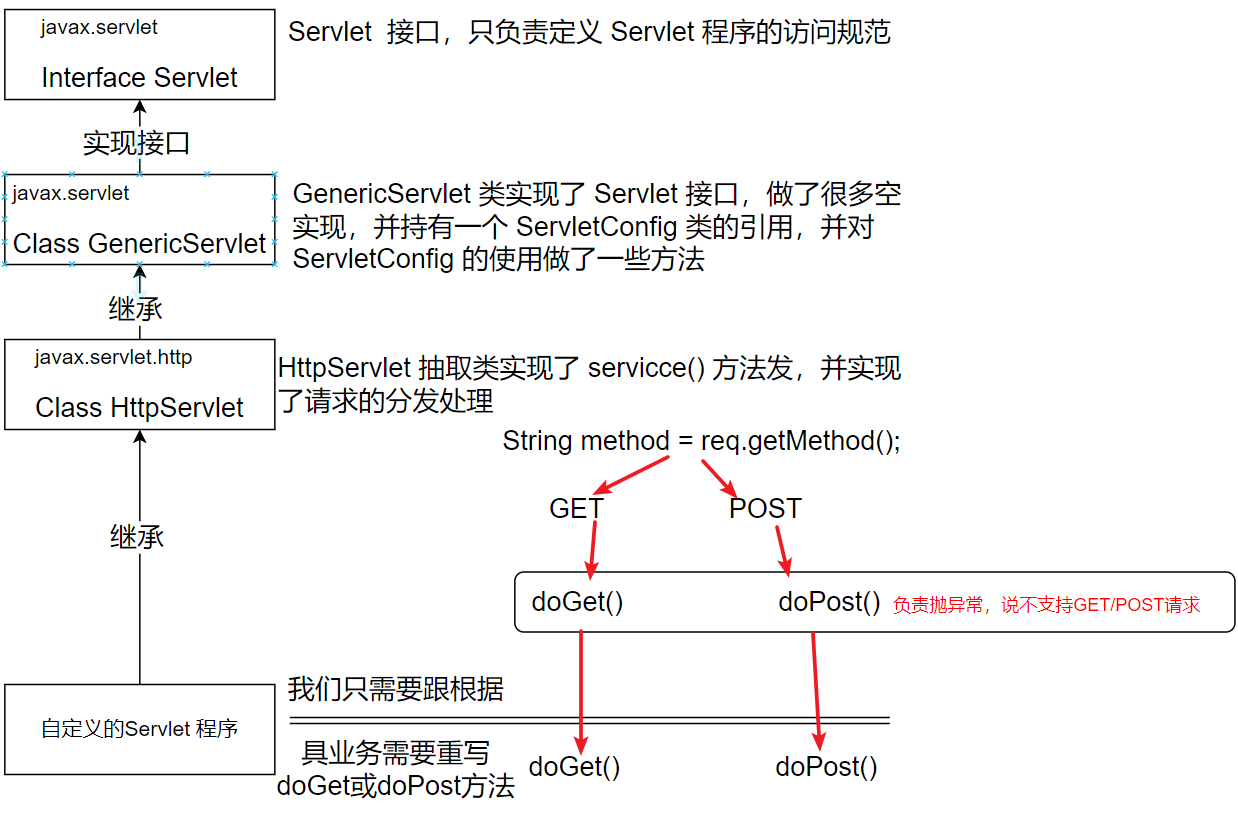 javax.servlet
Interface Servlet
Servlet 接口，只负责定义 Servlet 程序的访问规范
实现接口
javax.servlet
Class GenericServlet
GenericServlet 类实现了 Servlet 接口，做了很多空
实现，并持有一个 ServletConfig 类的引用，并对
ServletConfig 的使用做了一些方法
继承
javax.servlet.http
Class HttpServlet
HttpServlet 抽取类实现了 servicce() 方法发，并实现
了请求的分发处理
String method = req.getMethod();
GET
POST
继承
doGet()
doPost()
负责抛异常，说不支持GET/POST请求
自定义的Servlet 程序
我们只需要跟根据
具业务需要重写
doGet或doPost方法
doGet()
doPost()